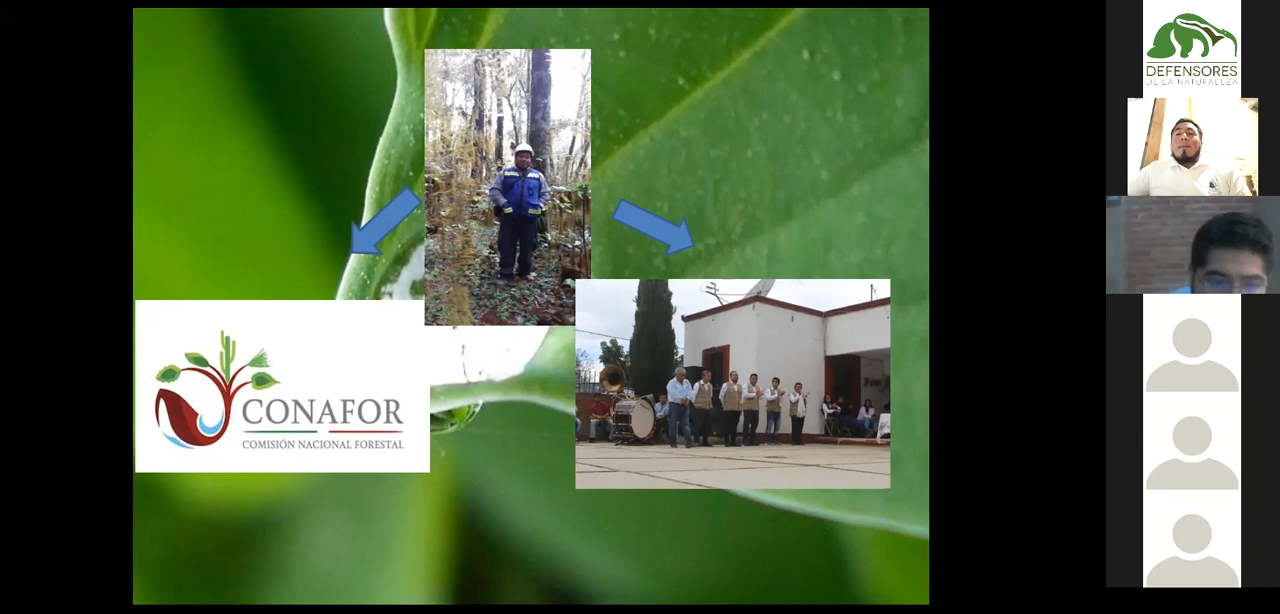 CONAFOR
COMISIÓN NACIONAL FORESTAL
DEFENSORES
DE LA NATURALEZA